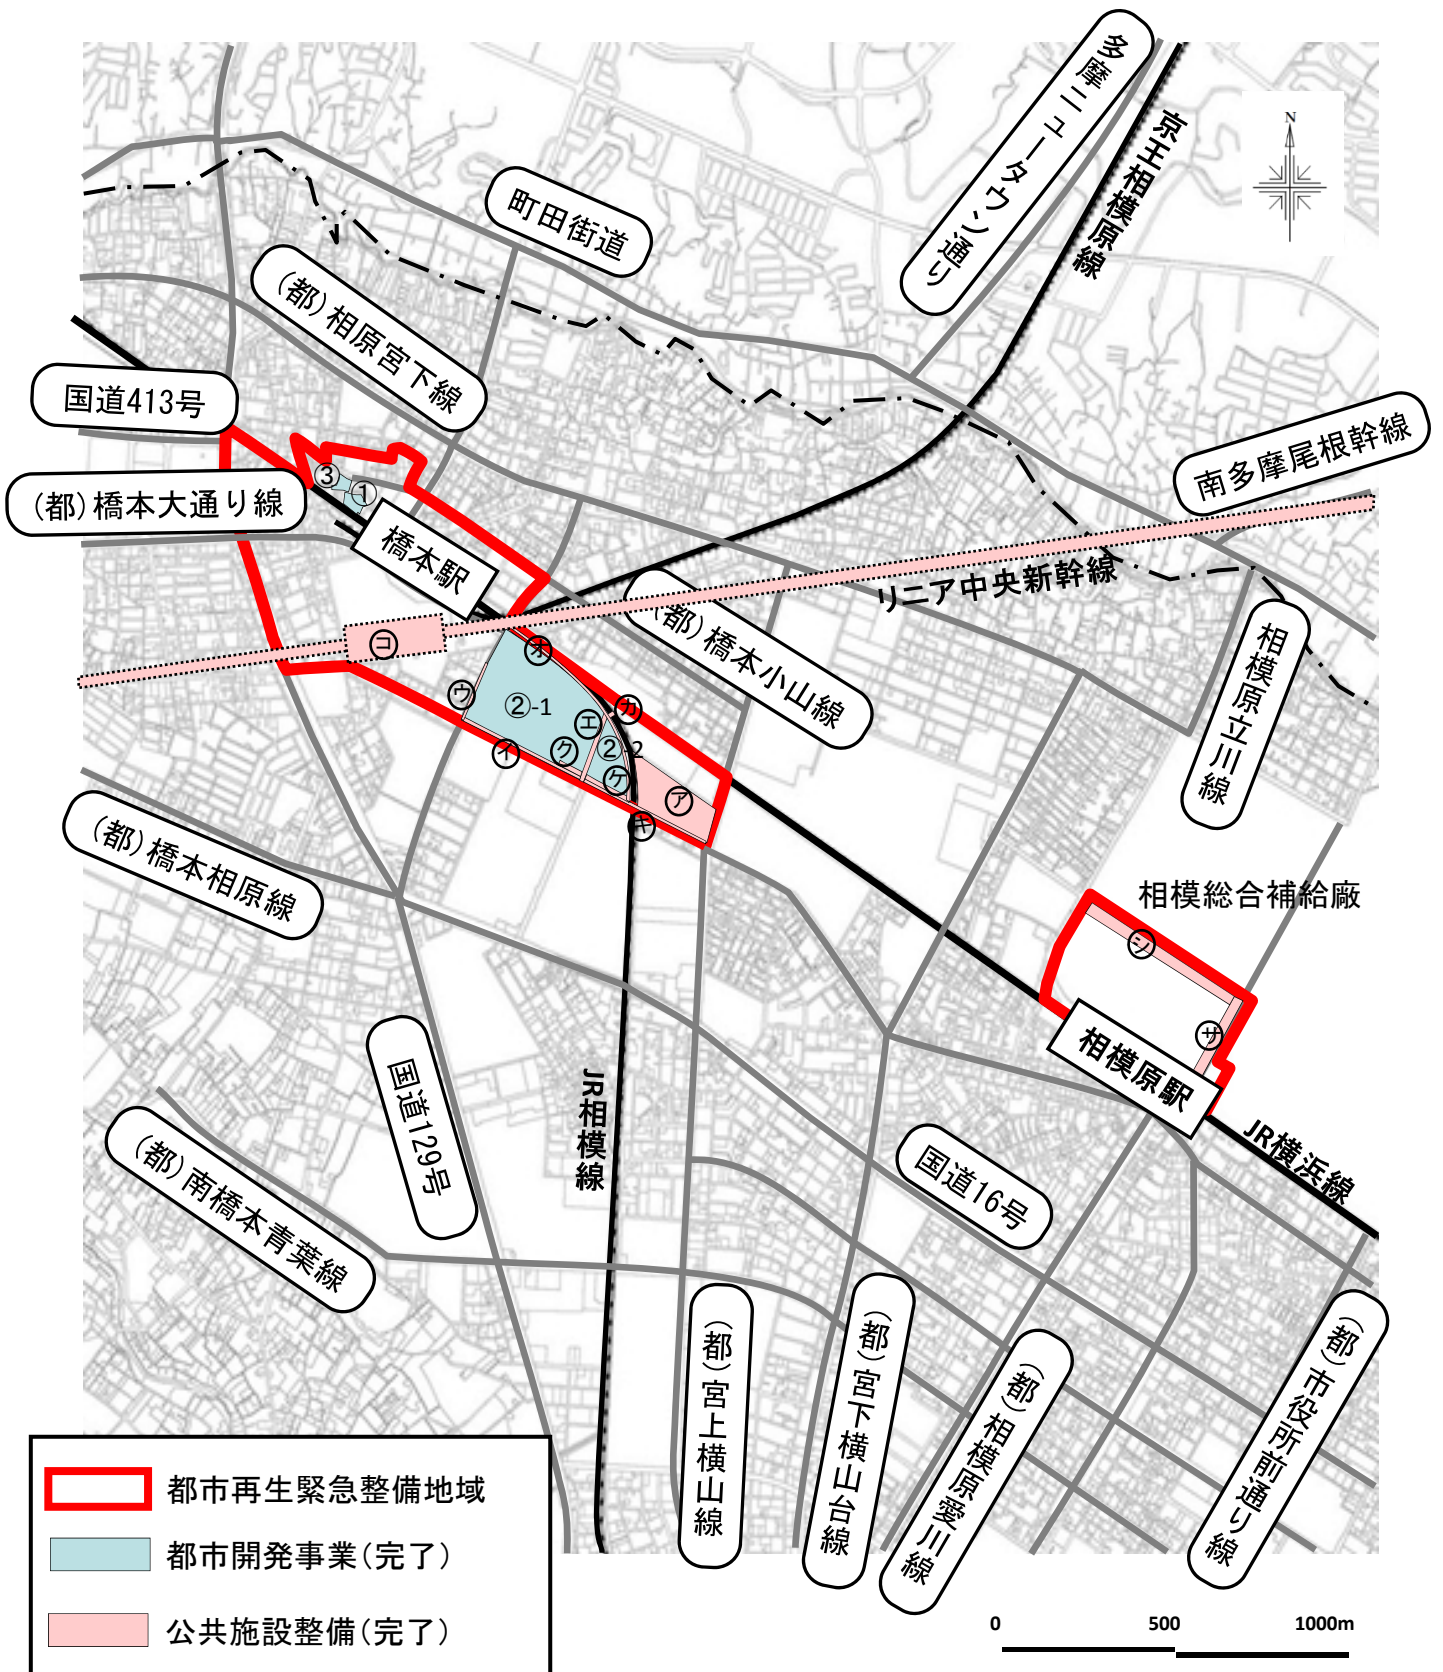 多摩ニュータウン通り
京王相模原線
N
町田街道
(都)相原宮下線
国道413号
南多摩尾根幹線
③
①
(都)橋本大通り線
橋本駅
リニア中央新幹線
(都)橋本小山線
相模原立川線
コ
オ
ウ
②-1
エ
カ
イ
ク
②-2
ケ
ア
キ
(都)橋本相原線
相模総合補給廠
シ
サ
相模原駅
国道129号
JR相模線
(都)南橋本青葉線
国道16号
JR横浜線
(都)宮上横山線
(都)宮下横山台線
(都)相模原愛川線
(都)市役所前通り線
都市再生緊急整備地域
都市開発事業(完了)
公共施設整備(完了)
0 500 1000m